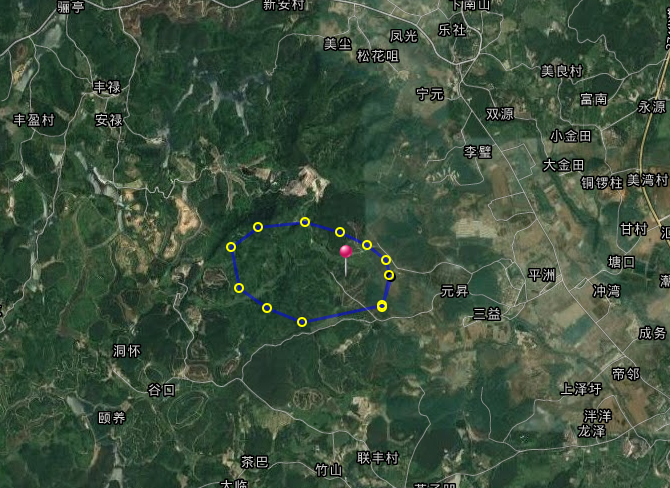 骊亭
新安村
下南山
乐社
凤光
美尘
松花咀
美良村
丰禄
宁元
富南
永源
双源
丰盈村
安禄
小金田
李璧
大金田
铜锣柱
美湾村
甘村
塘口
平洲
元昇
冲湾
三益
成务
洞怀
帝邻
谷口
上泽圩
颐养
泮洋
龙泽
联丰村
茶巴
竹山